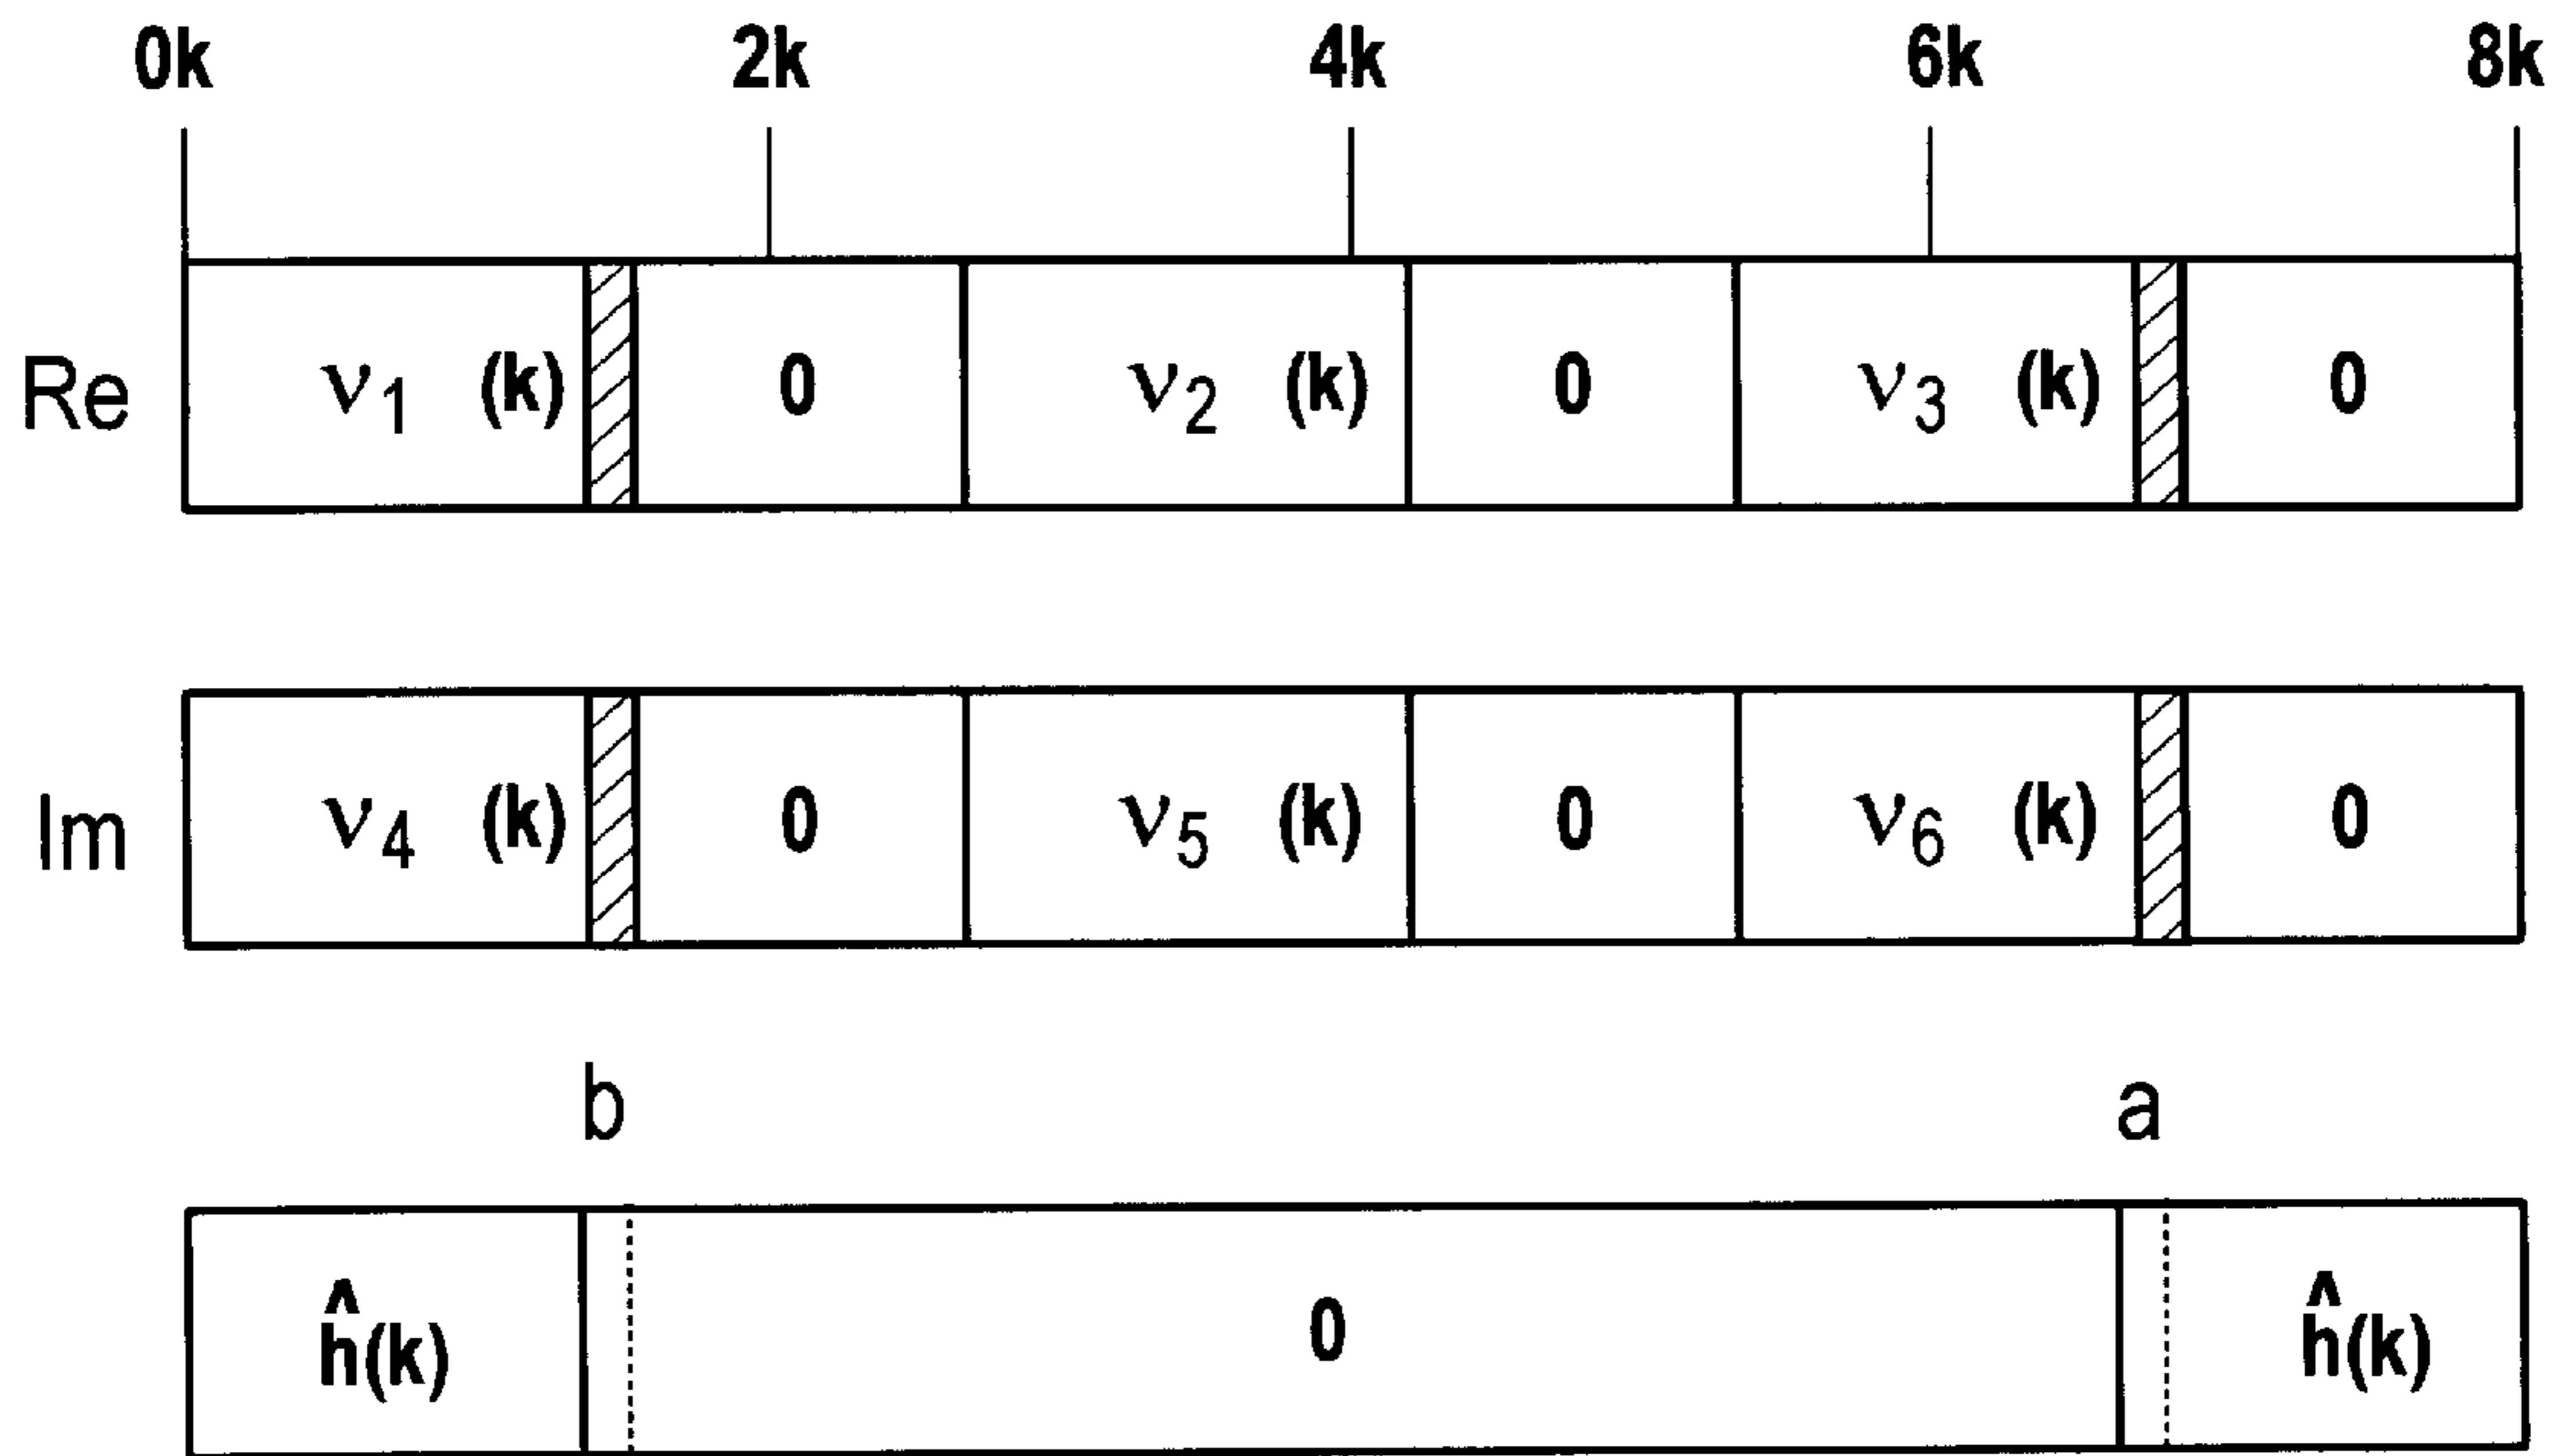 0k 2k 4k 6k 8k
Re ν₁ (k) 0 ν₂ (k) 0 ν₃ (k) 0
Im ν₄ (k) 0 ν₅ (k) 0 ν₆ (k) 0
b a
ĥ(k) 0 ĥ(k)